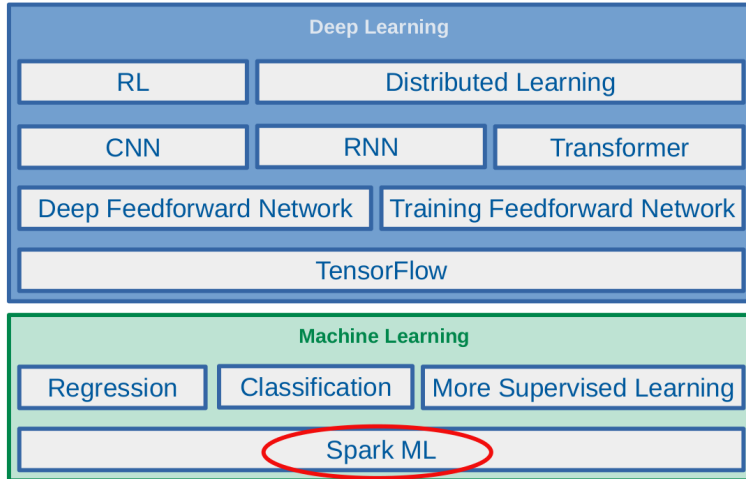 Deep Learning
RL
Distributed Learning
CNN
RNN
Transformer
Deep Feedforward Network
Training Feedforward Network
TensorFlow
Machine Learning
Regression
Classification
More Supervised Learning
Spark ML